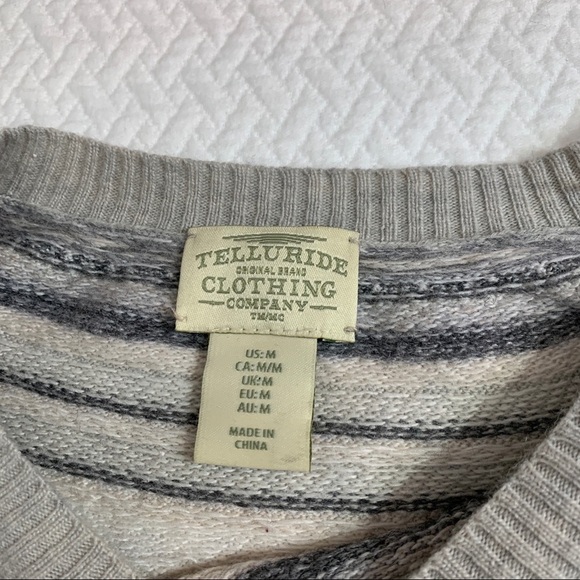 TELLURIDE
ORIGINAL BRAND
CLOTHING
COMPANY
TM/MC
US: M
CA: M/M
UK: M
EU: M
AU: M
MADE IN
CHINA